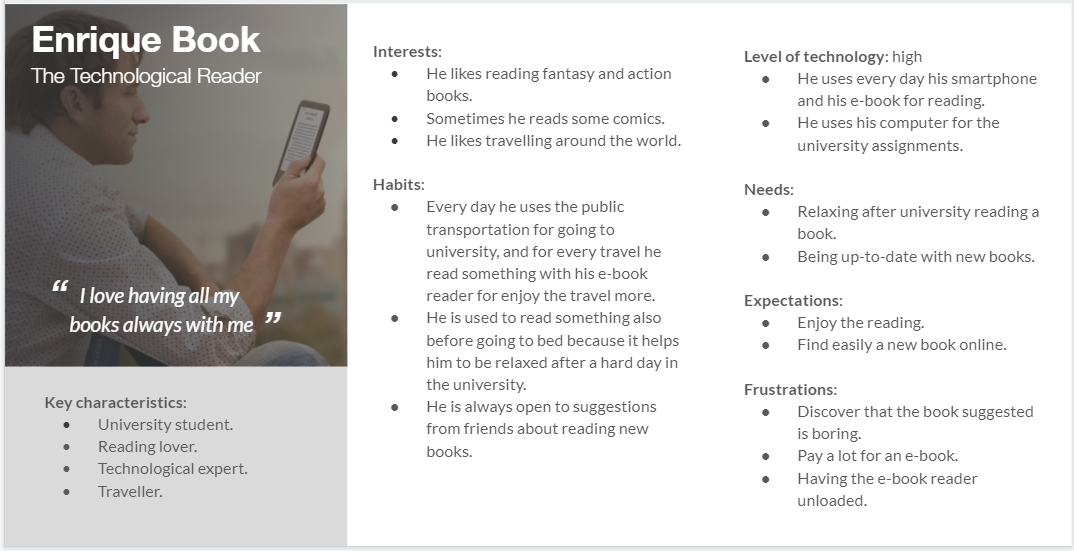 Enrique Book
The Technological Reader
“ I love having all my
books always with me ”
Key characteristics:
● University student.
● Reading lover.
● Technological expert.
● Traveller.
Interests:
● He likes reading fantasy and action
books.
● Sometimes he reads some comics.
● He likes travelling around the world.
Habits:
● Every day he uses the public
transportation for going to
university, and for every travel he
read something with his e-book
reader for enjoy the travel more.
● He is used to read something also
before going to bed because it helps
him to be relaxed after a hard day in
the university.
● He is always open to suggestions
from friends about reading new
books.
Level of technology: high
● He uses every day his smartphone
and his e-book for reading.
● He uses his computer for the
university assignments.
Needs:
● Relaxing after university reading a
book.
● Being up-to-date with new books.
Expectations:
● Enjoy the reading.
● Find easily a new book online.
Frustrations:
● Discover that the book suggested
is boring.
● Pay a lot for an e-book.
● Having the e-book reader
unloaded.